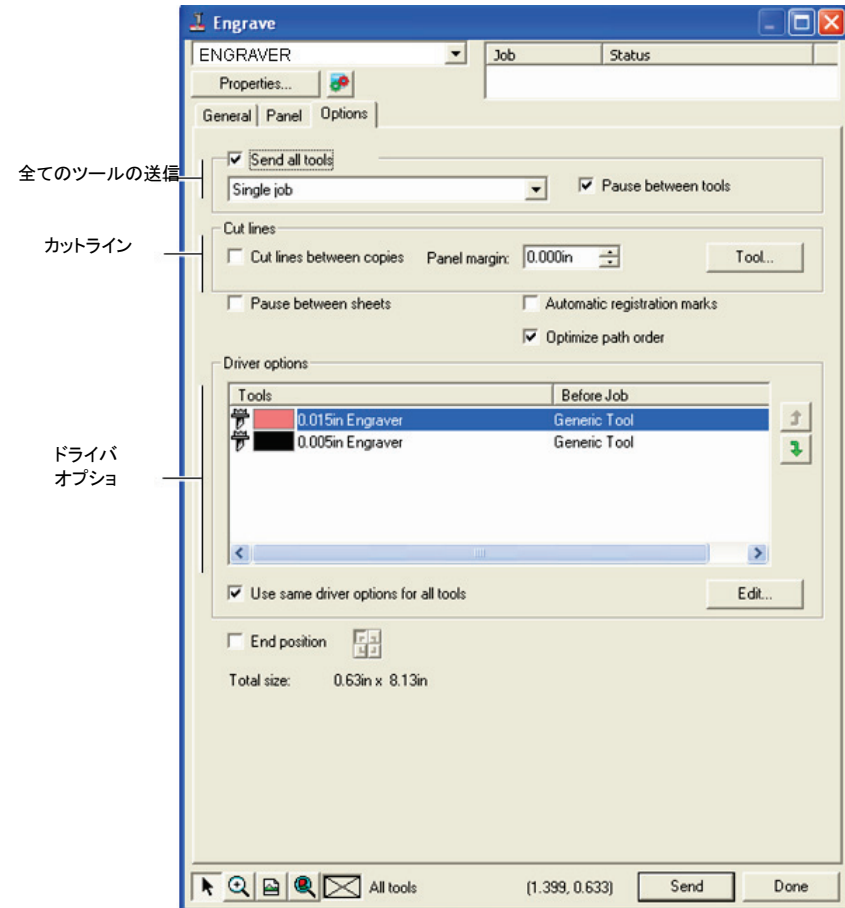 Engrave
ENGRAVER
Job Status
Properties...
General Panel Options
全てのツールの送信
Send all tools
Single job
Pause between tools
カットライン
Cut lines
Cut lines between copies Panel margin: 0.000in Tool...
Pause between sheets Automatic registration marks
Optimize path order
ドライバ
オプショ
Driver options
Tools Before Job
0.015in Engraver Generic Tool
0.005in Engraver Generic Tool
Use same driver options for all tools Edit...
End position
Total size: 0.63in x 8.13in
All tools (1.399, 0.633) Send Done